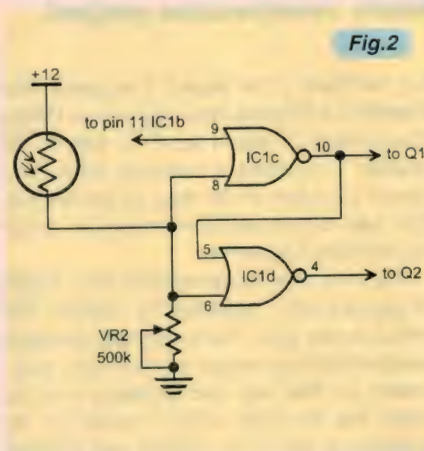 Fig.2
+12
to pin 11 IC1b
9
IC1c
10
to Q1
8
5
IC1d
4
to Q2
6
VR2
500k